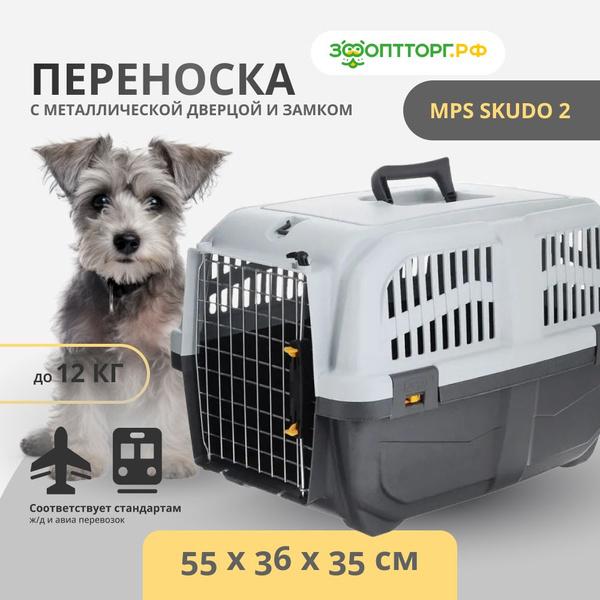 ЗООПТТОРГ.РФ
ПЕРЕНОСКА
С МЕТАЛЛИЧЕСКОЙ ДВЕРЦОЙ И ЗАМКОМ
MPS SKUDO 2
до 12 КГ
Соответствует стандартам
ж/д и авиа перевозок
55 x 36 x 35 см